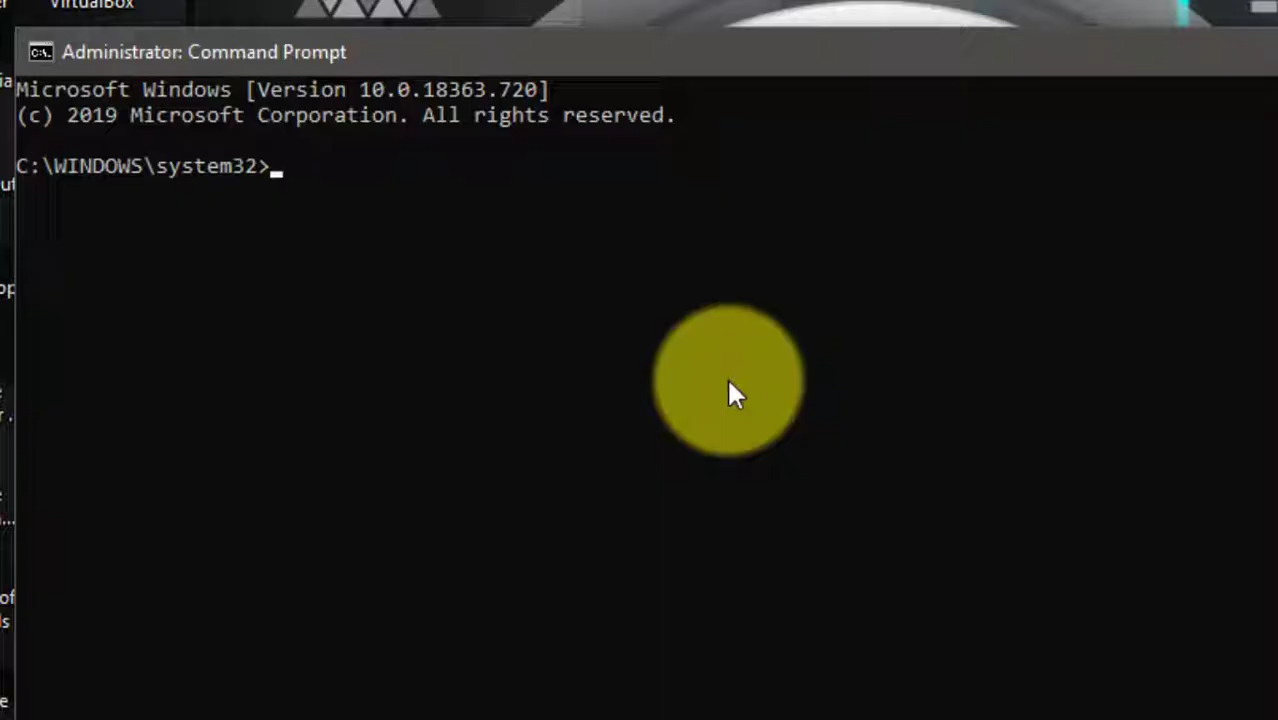 VirtualBox
Administrator: Command Prompt
Microsoft Windows [Version 10.0.18363.720]
(c) 2019 Microsoft Corporation. All rights reserved.
C:\WINDOWS\system32>